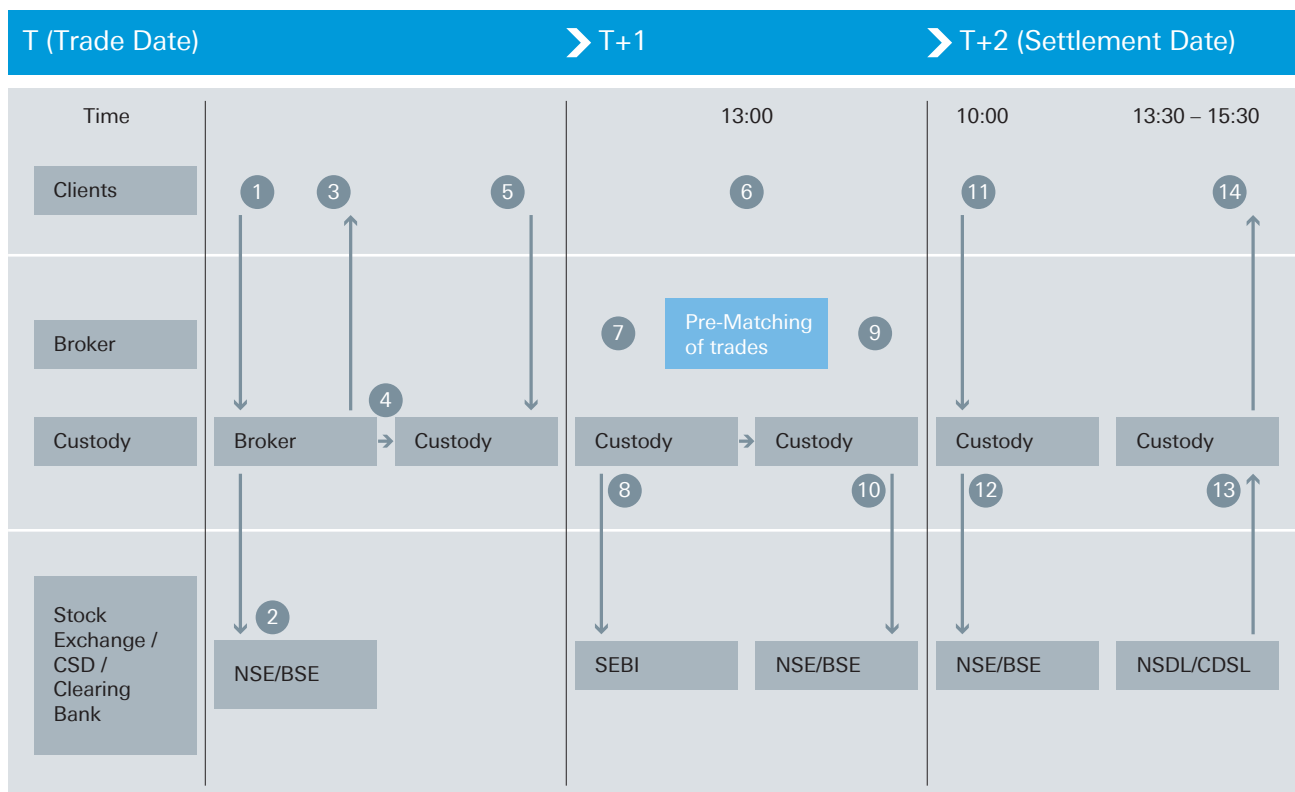 T (Trade Date)
T+1
T+2 (Settlement Date)
Time
13:00
10:00
13:30 – 15:30
Clients
1
3
5
6
11
14
Broker
7
Pre-Matching
of trades
9
4
Custody
Broker
Custody
Custody
Custody
Custody
Custody
8
10
12
13
Stock
Exchange /
CSD /
Clearing
Bank
2
NSE/BSE
SEBI
NSE/BSE
NSE/BSE
NSDL/CDSL